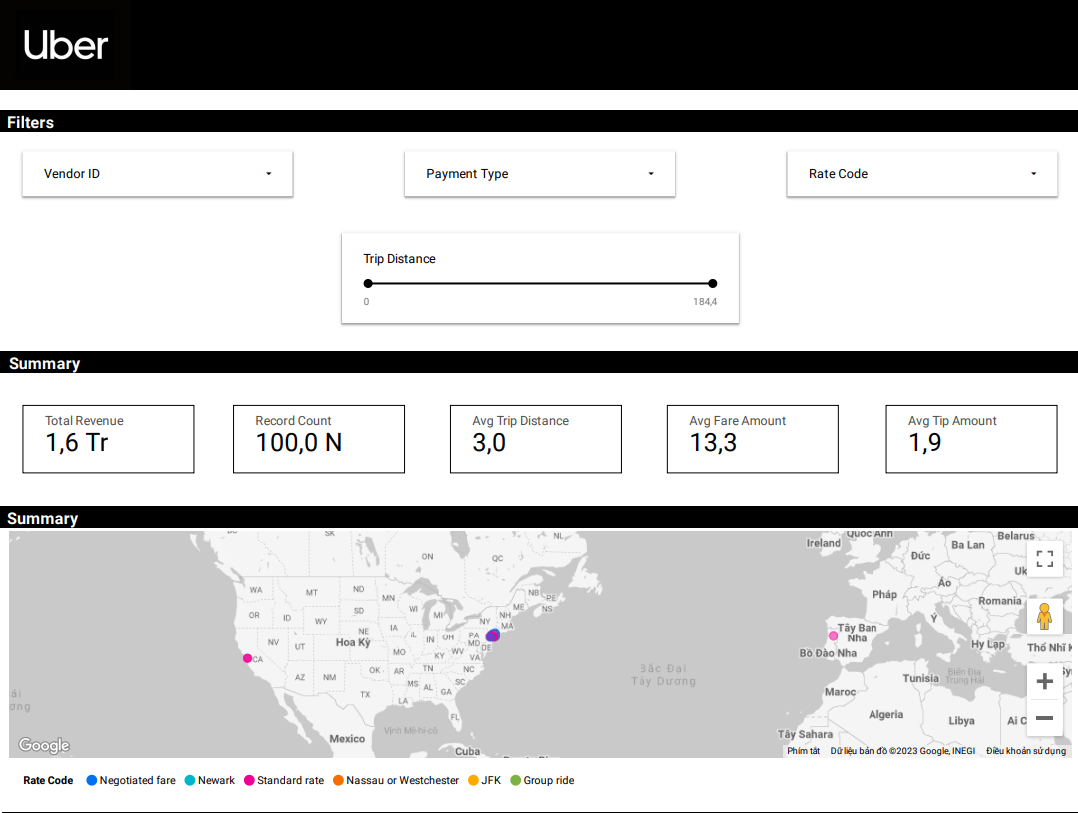 Uber
Filters
Vendor ID
Payment Type
Rate Code
Trip Distance
0
184,4
Summary
Total Revenue
1,6 Tr
Record Count
100,0 N
Avg Trip Distance
3,0
Avg Fare Amount
13,3
Avg Tip Amount
1,9
Summary
SK
NL
Ireland
Belarus
Ba Lan
ON
QC
Đức
Uk
WA
MT
ND
MN
NB
PE
Áo
Pháp
Romania
OR
ID
WY
SD
WI
MI
NY
NH
ME
NS
MA
Ý
NV
UT
NE
IA
IL
IN
OH
PA
MD
DE
Hoa Kỳ
Tây Ban
Nha
Hy Lạp
Thổ Nhĩ K
CA
MO
KY
WV
VA
Bồ Đào Nha
AZ
NM
OK
AR
TN
NC
Bắc Đại
Tây Dương
Tunisia
Biển Địa
Trung Hải
TX
MS
AL
GA
SC
LA
Maroc
FL
Algeria
Libya
Ai C
Mexico
Vịnh Mê-hi-cô
Tây Sahara
Cuba
Google
Phím tắt
Dữ liệu bản đồ ©2023 Google, INEGI
Điều khoản sử dụng
Rate Code
Negotiated fare
Newark
Standard rate
Nassau or Westchester
JFK
Group ride